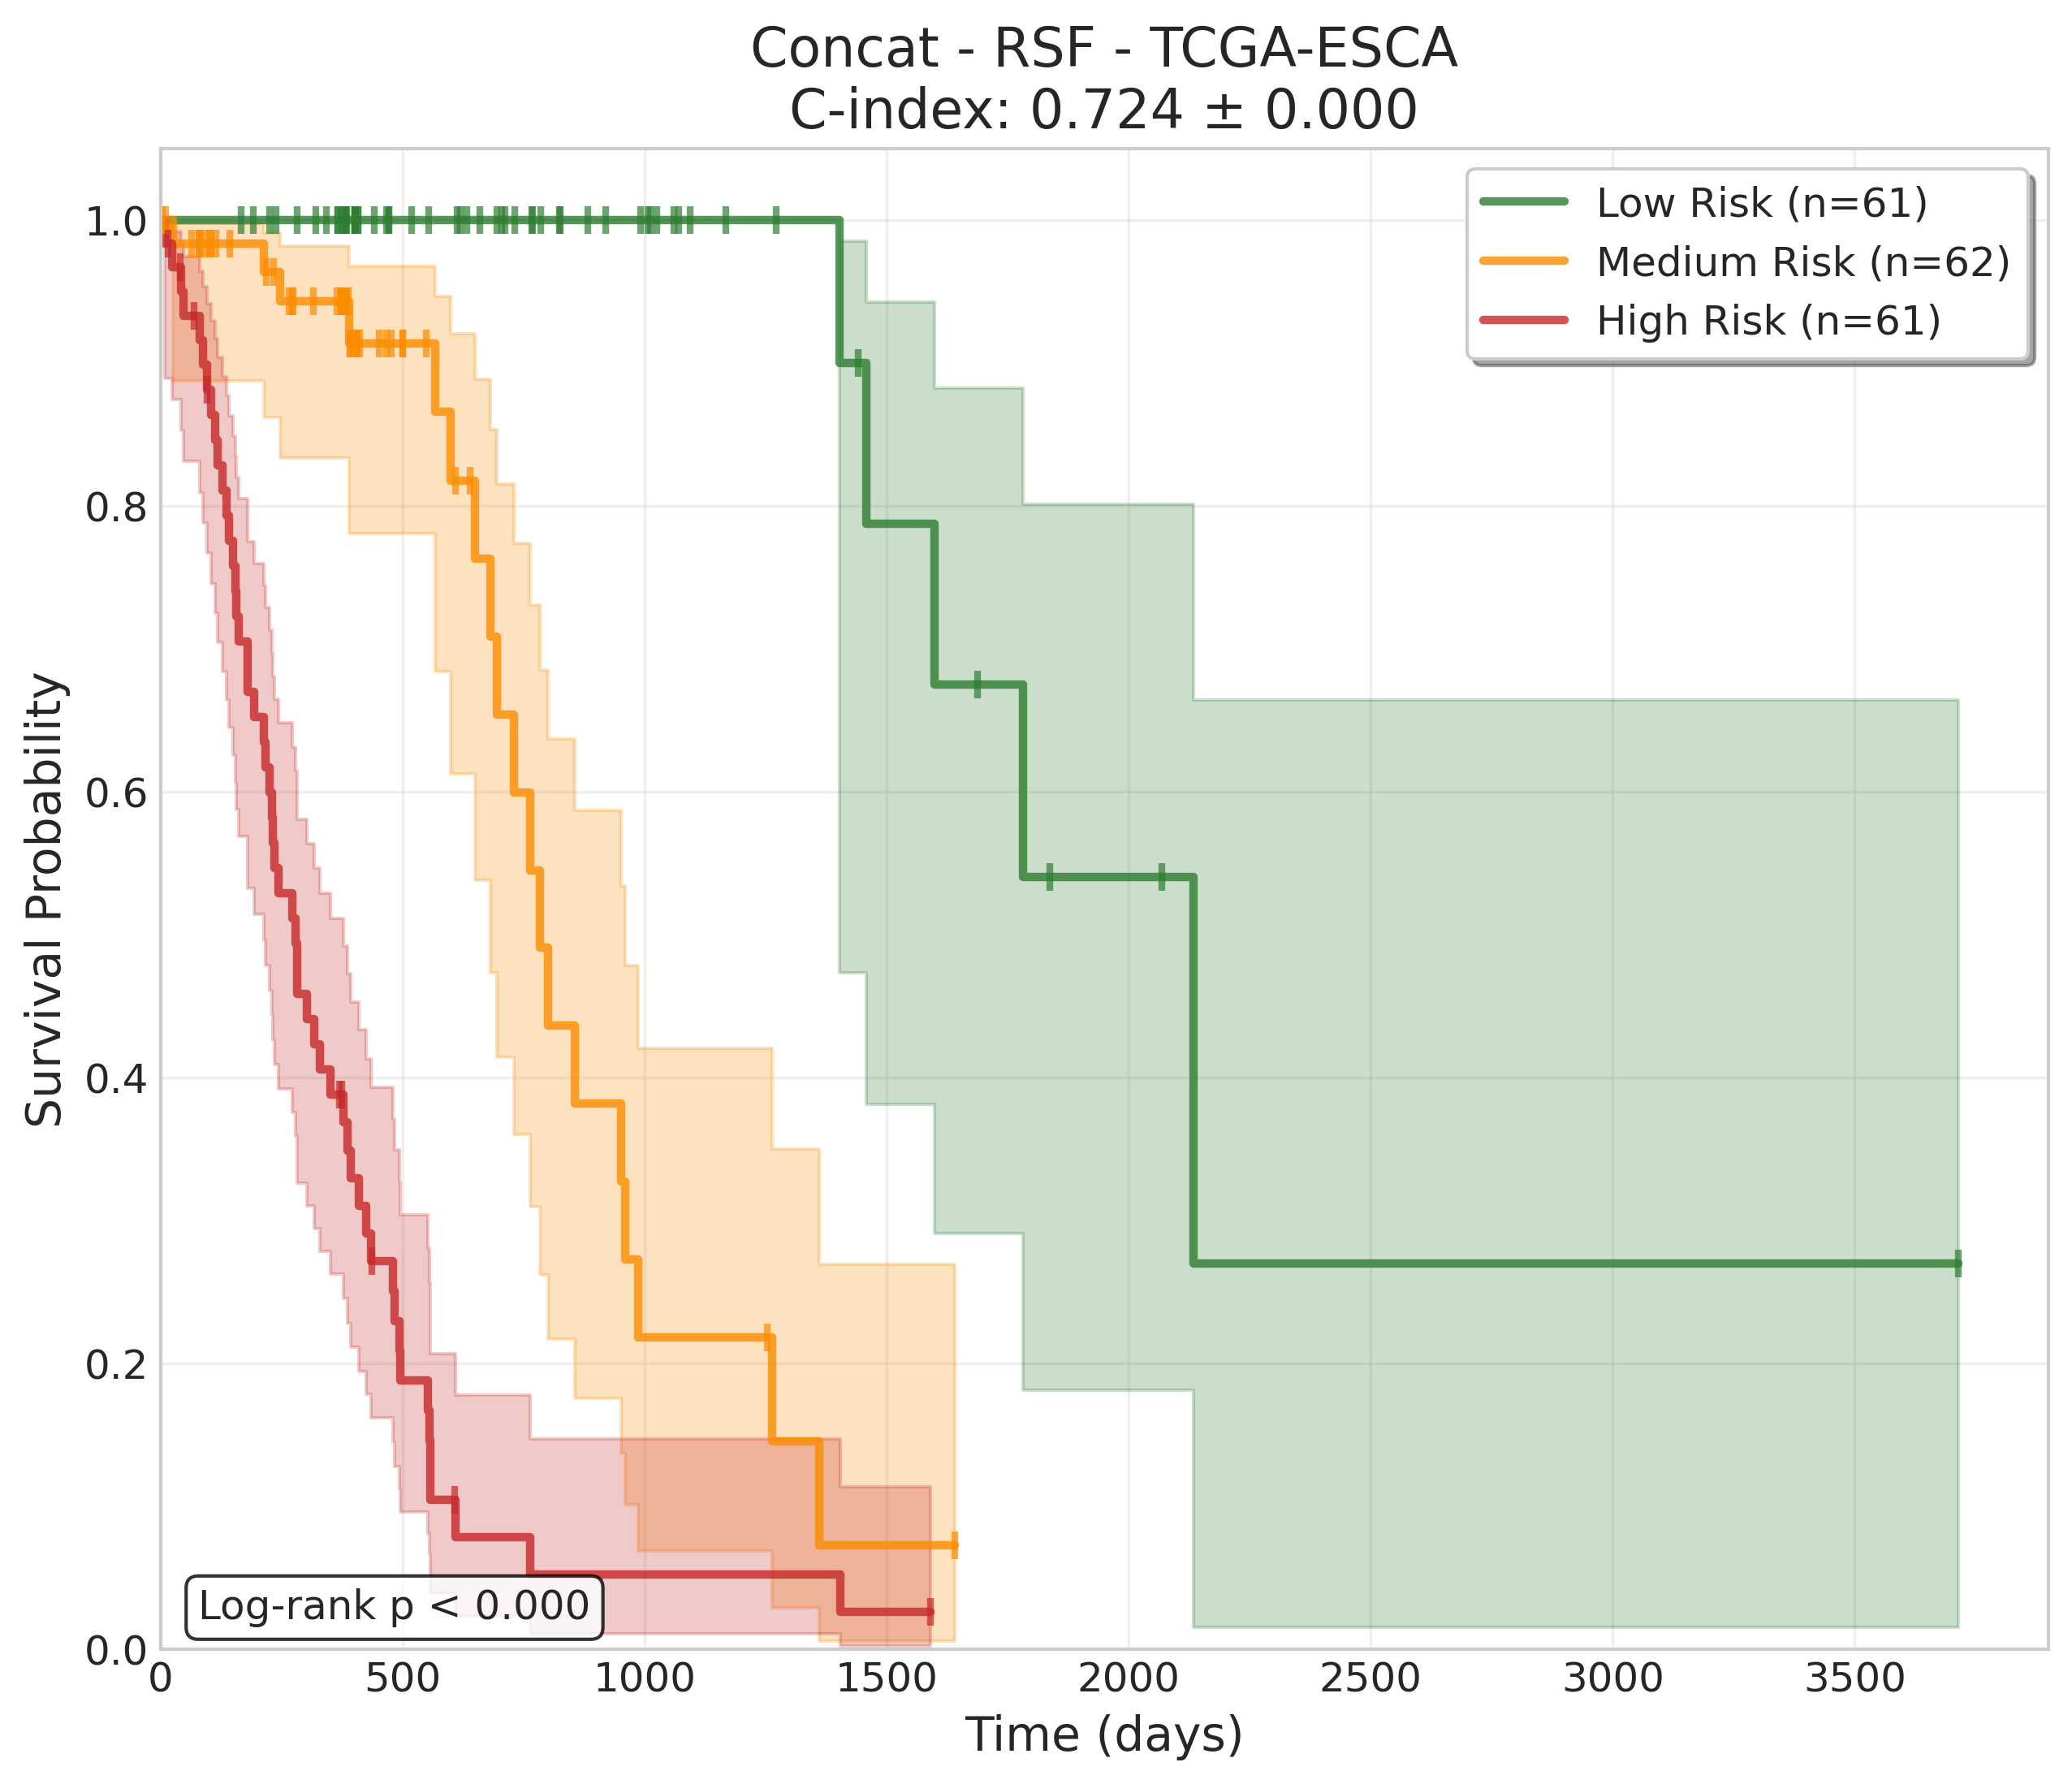 Concat - RSF - TCGA-ESCA
C-index: 0.724 ± 0.000
Low Risk (n=61)
Medium Risk (n=62)
High Risk (n=61)
Survival Probability
1.0
0.8
0.6
0.4
0.2
0.0
Log-rank p < 0.000
0 500 1000 1500 2000 2500 3000 3500
Time (days)